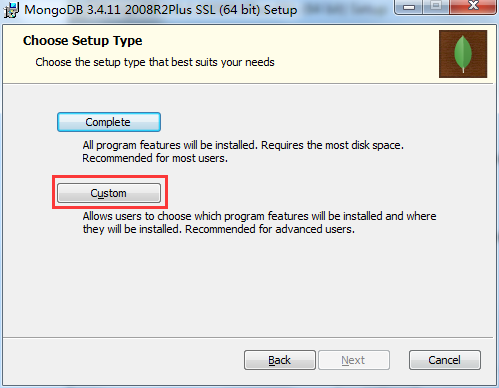 MongoDB 3.4.11 2008R2Plus SSL (64 bit) Setup
Choose Setup Type
Choose the setup type that best suits your needs
Complete
All program features will be installed. Requires the most disk space.
Recommended for most users.
Custom
Allows users to choose which program features will be installed and where
they will be installed. Recommended for advanced users.
Back
Next
Cancel